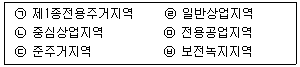 ㉠ 제1종전용주거지역 ㉣ 일반상업지역
㉡ 중심상업지역 ㉤ 전용공업지역
㉢ 준주거지역 ㉥ 보전녹지지역